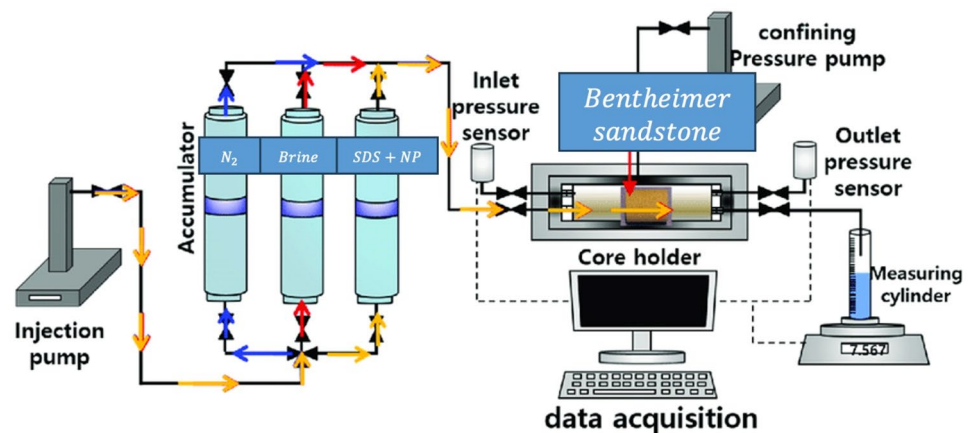 confining
Pressure pump
Inlet
pressure
sensor
Bentheimer
sandstone
Outlet
pressure
sensor
Accumulator
N₂
Brine
SDS + NP
Core holder
Measuring
cylinder
Injection
pump
7.567
data acquisition